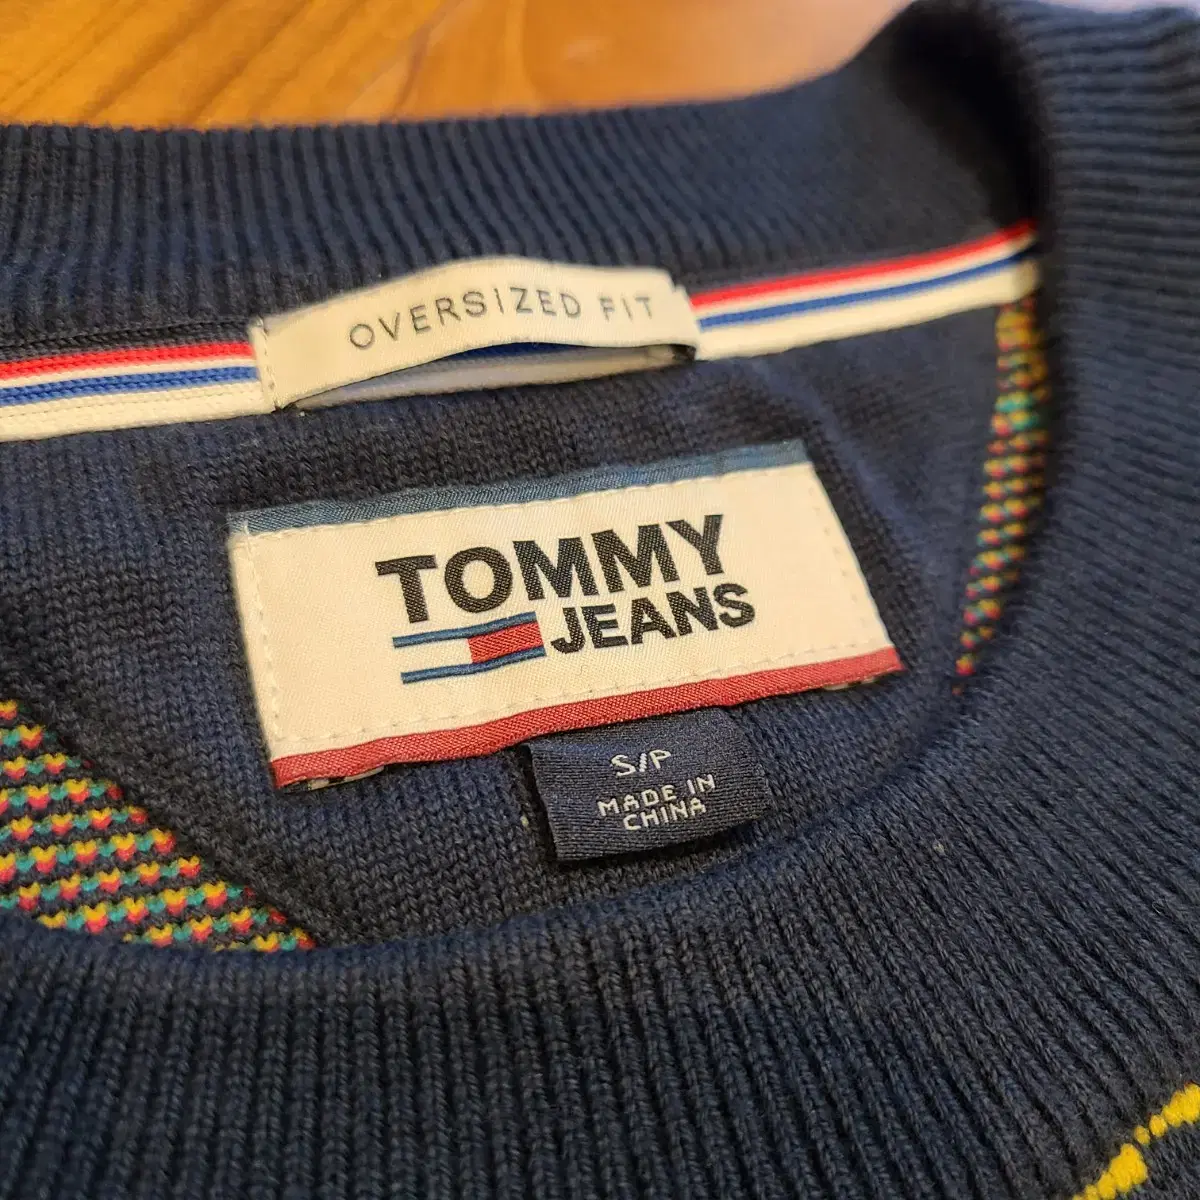 OVERSIZED FIT
TOMMY
JEANS
S/P
MADE IN
CHINA